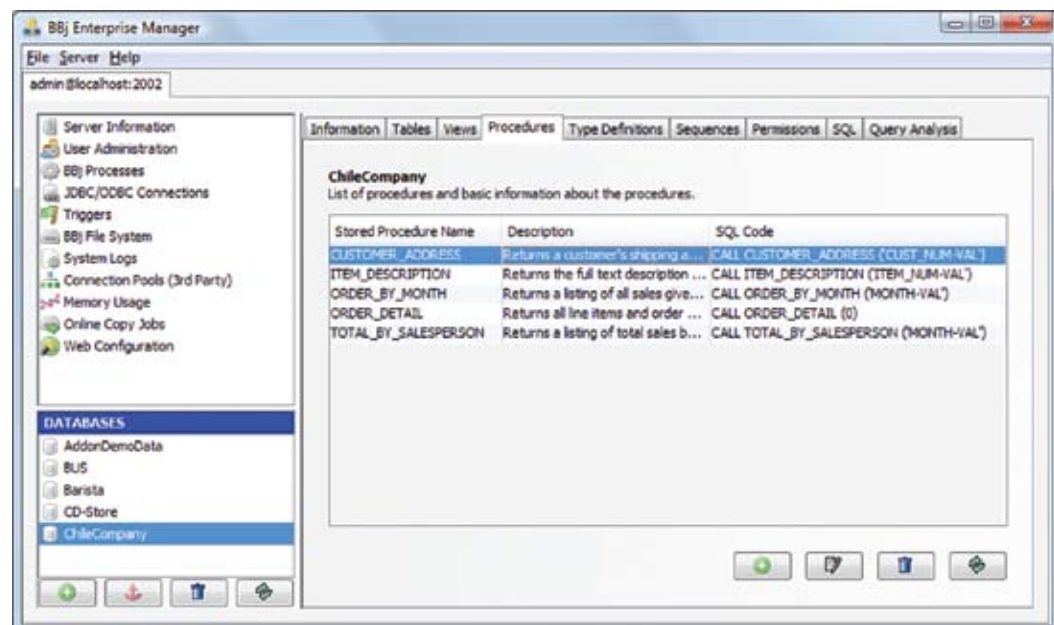 BBj Enterprise Manager
File Server Help
admin@localhost:2002
Server Information
User Administration
BBj Processes
JDBC/ODBC Connections
Triggers
BBj File System
System Logs
Connection Pools (3rd Party)
Memory Usage
Online Copy Jobs
Web Configuration
DATABASES
AddonDemoData
BUS
Barista
CD-Store
ChileCompany
Information Tables Views Procedures Type Definitions Sequences Permissions SQL Query Analysis
ChileCompany
List of procedures and basic information about the procedures.
Stored Procedure Name Description SQL Code
CUSTOMER_ADDRESS Returns a customer's shipping a... CALL CUSTOMER_ADDRESS ('CUST_NUM-VAL')
ITEM_DESCRIPTION Returns the full text description ... CALL ITEM_DESCRIPTION ('ITEM_NUM-VAL')
ORDER_BY_MONTH Returns a listing of all sales give... CALL ORDER_BY_MONTH ('MONTH-VAL')
ORDER_DETAIL Returns all line items and order ... CALL ORDER_DETAIL (0)
TOTAL_BY_SALESPERSON Returns a listing of total sales b... CALL TOTAL_BY_SALESPERSON ('MONTH-VAL')